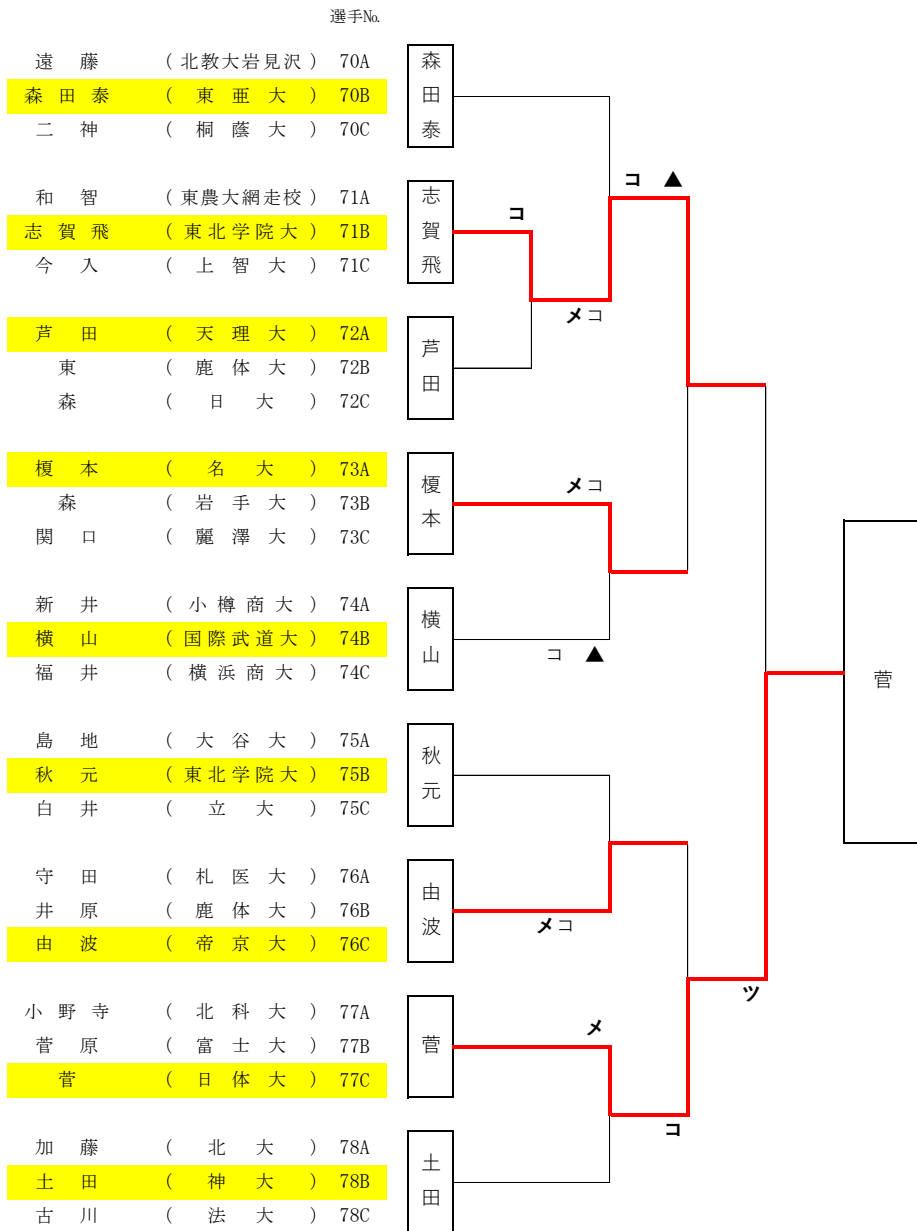 選手№
遠藤 (北教大岩見沢) 70A
森田泰 (東亜大) 70B
二神 (桐蔭大) 70C
森田泰
和智 (東農大網走校) 71A
志賀飛 (東北学院大) 71B
今入 (上智大) 71C
志賀飛
コ
コ ▲
メコ
芦田 (天理大) 72A
東 (鹿体大) 72B
森 (日大) 72C
芦田
榎本 (名大) 73A
森 (岩手大) 73B
関口 (麗澤大) 73C
榎本
メコ
新井 (小樽商大) 74A
横山 (国際武道大) 74B
福井 (横浜商大) 74C
横山
コ ▲
菅
島地 (大谷大) 75A
秋元 (東北学院大) 75B
白井 (立大) 75C
秋元
守田 (札医大) 76A
井原 (鹿体大) 76B
由波 (帝京大) 76C
由波
メコ
小野寺 (北科大) 77A
菅原 (富士大) 77B
菅 (日体大) 77C
菅
メ
ツ
コ
加藤 (北大) 78A
土田 (神大) 78B
古川 (法大) 78C
土田